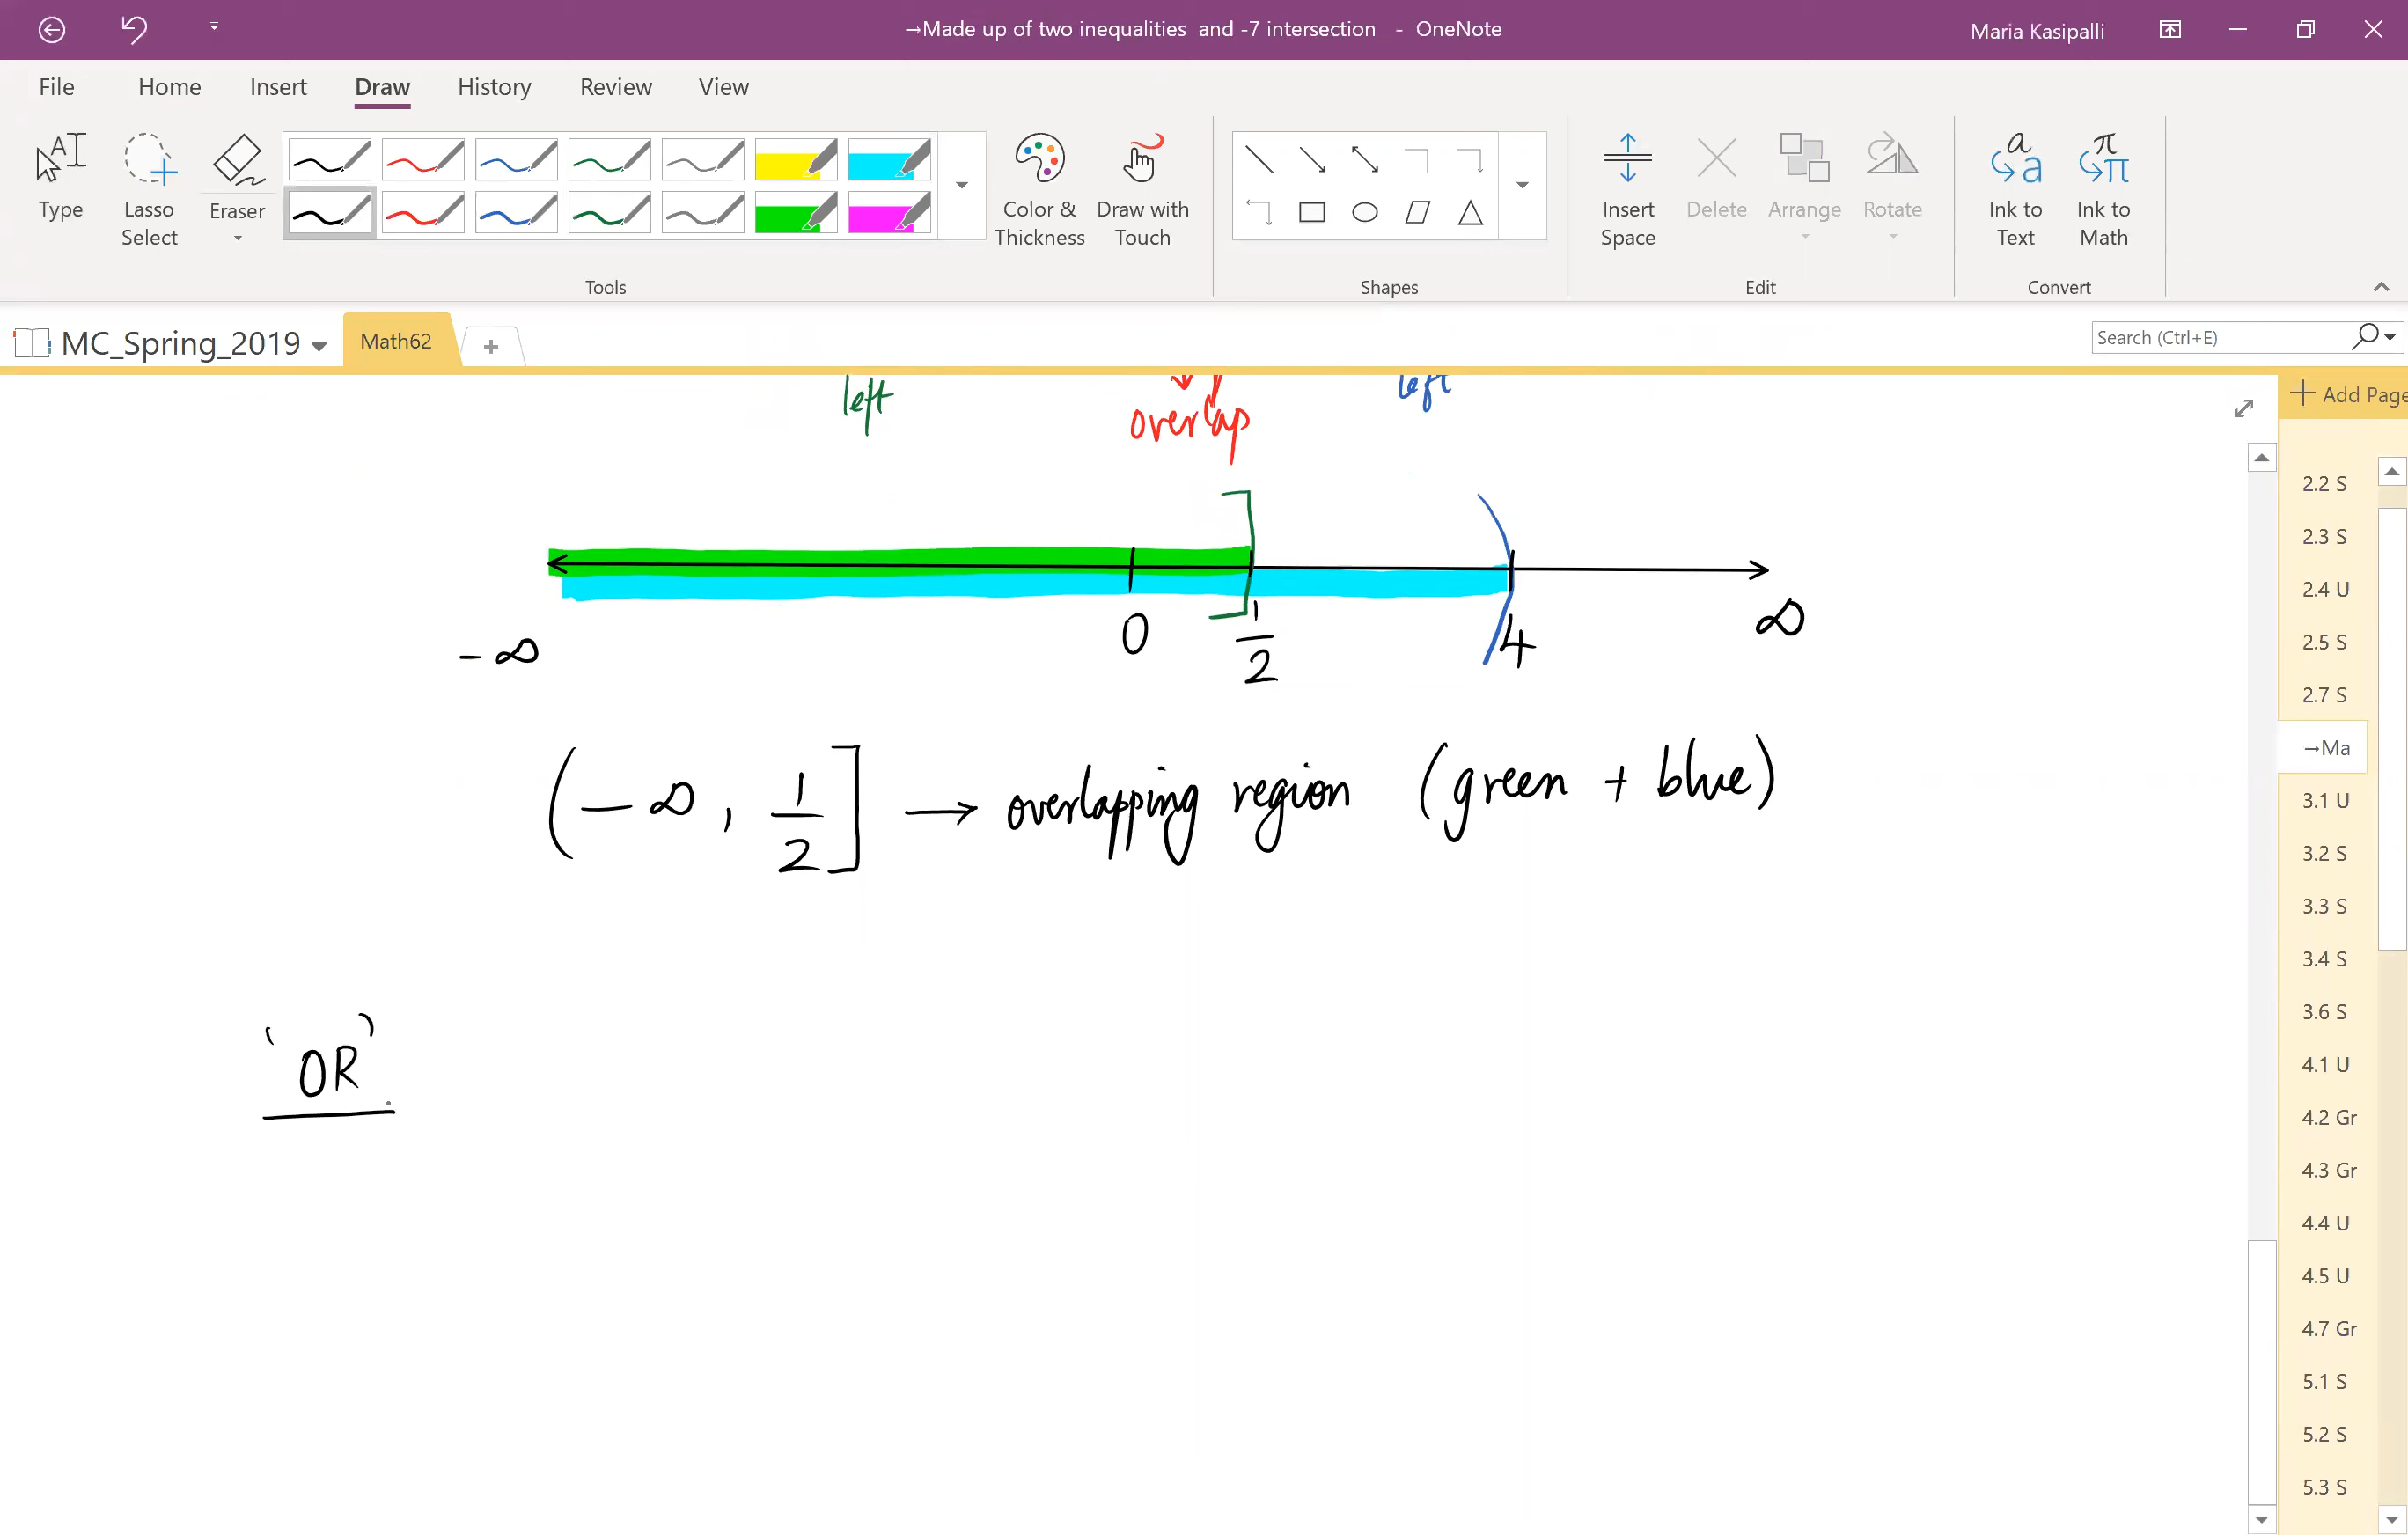 →Made up of two inequalities and -7 intersection - OneNote
Maria Kasipalli
File Home Insert Draw History Review View
Type
Lasso Select
Eraser
Color & Thickness
Draw with Touch
Insert Space
Delete
Arrange
Rotate
Ink to Text
Ink to Math
Tools
Shapes
Edit
Convert
MC_Spring_2019
Math62
Search (Ctrl+E)
Add Page
left
overlap
left
-∞ 0 1/2 4 ∞
(-∞, 1/2] → overlapping region (green + blue)
'OR'
2.2 S
2.3 S
2.4 U
2.5 S
2.7 S
→Ma
3.1 U
3.2 S
3.3 S
3.4 S
3.6 S
4.1 U
4.2 Gr
4.3 Gr
4.4 U
4.5 U
4.7 Gr
5.1 S
5.2 S
5.3 S